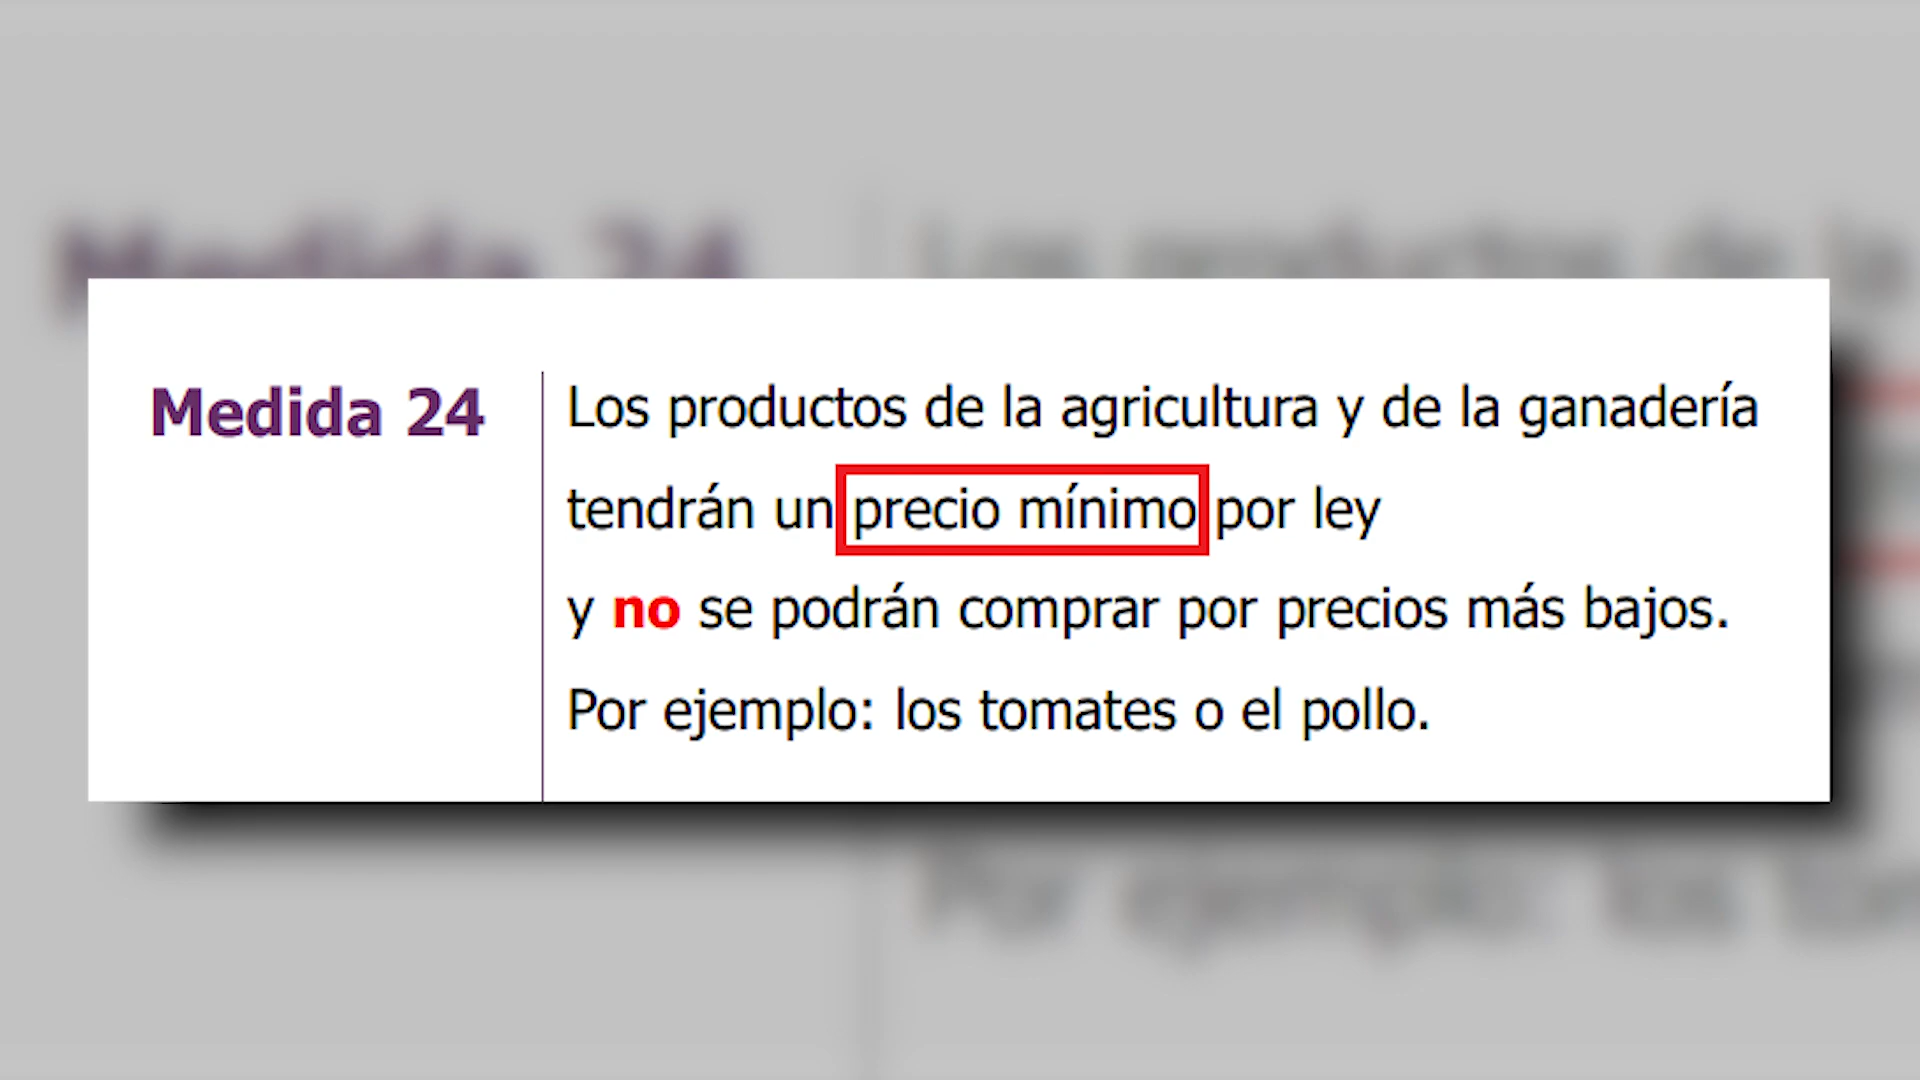 Medida 24
Los productos de la agricultura y de la ganadería
tendrán un precio mínimo por ley
y no se podrán comprar por precios más bajos.
Por ejemplo: los tomates o el pollo.